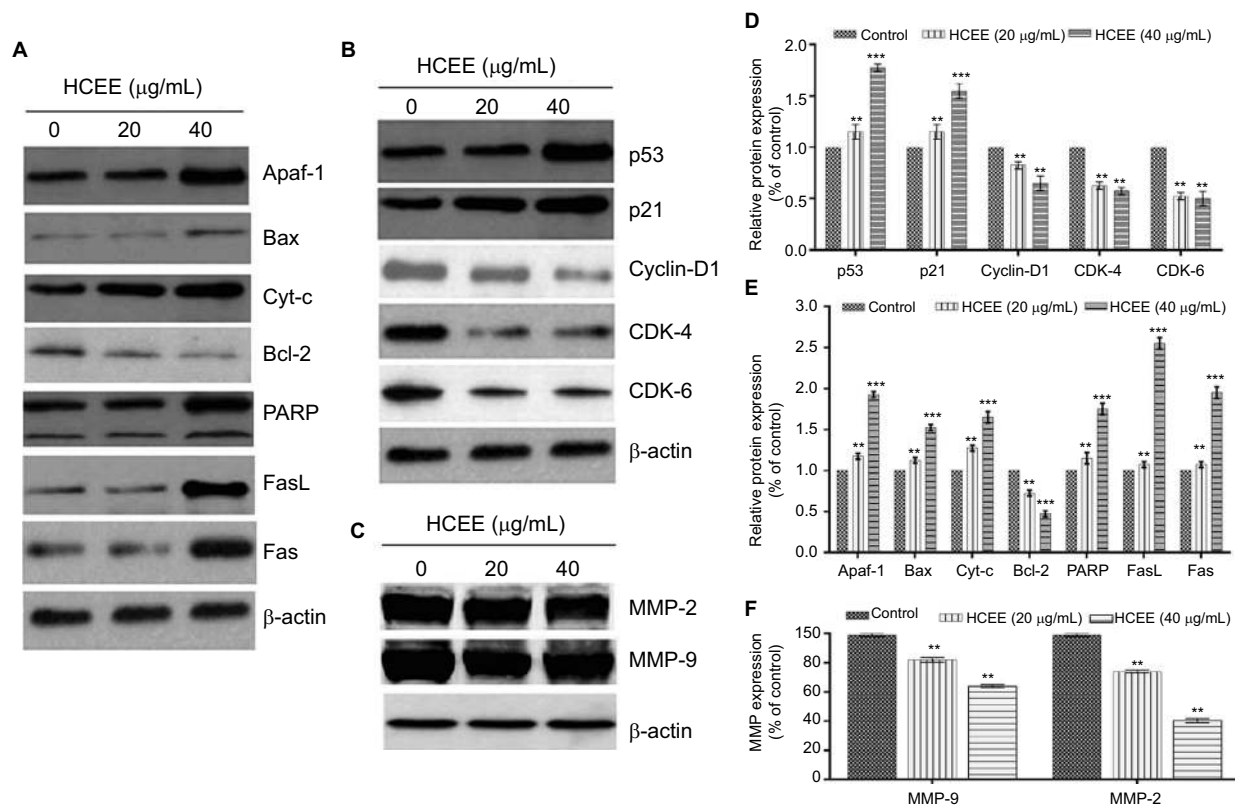 A
HCEE (μg/mL)
0 20 40
Apaf-1
Bax
Cyt-c
Bcl-2
PARP
FasL
Fas
β-actin
B
HCEE (μg/mL)
0 20 40
p53
p21
Cyclin-D1
CDK-4
CDK-6
β-actin
C
HCEE (μg/mL)
0 20 40
MMP-2
MMP-9
β-actin
D
Control HCEE (20 μg/mL) HCEE (40 μg/mL)
Relative protein expression
(% of control)
2.0
1.5
1.0
0.5
0.0
** *** ** *** ** ** ** ** ** **
p53 p21 Cyclin-D1 CDK-4 CDK-6
E
Control HCEE (20 μg/mL) HCEE (40 μg/mL)
Relative protein expression
(% of control)
3.0
2.5
2.0
1.5
1.0
0.5
0.0
** *** ** *** ** *** ** *** ** *** ** *** ** ***
Apaf-1 Bax Cyt-c Bcl-2 PARP FasL Fas
F
Control HCEE (20 μg/mL) HCEE (40 μg/mL)
MMP expression
(% of control)
150
80
60
40
20
0
** ** ** **
MMP-9 MMP-2